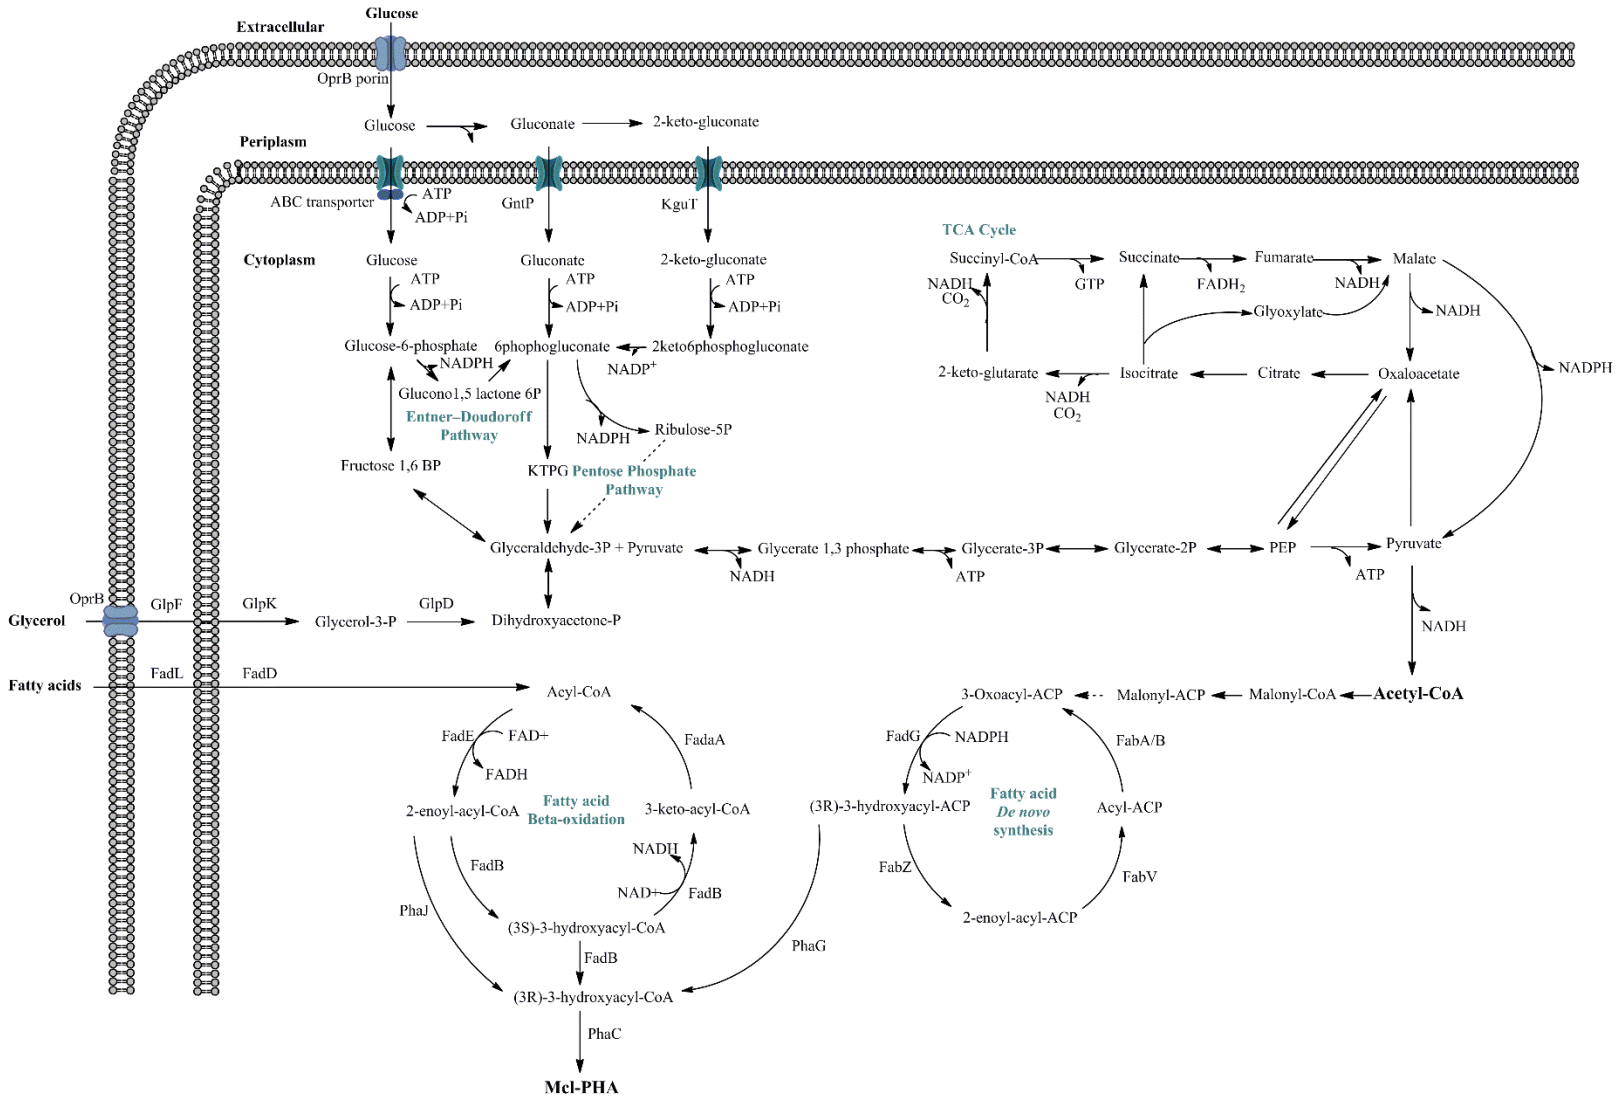 Glucose
Extracellular
OprB porin
Glucose
Gluconate
2-keto-gluconate
Periplasm
ABC transporter
ATP
ADP+Pi
GntP
KguT
Cytoplasm
Glucose
Gluconate
2-keto-gluconate
ATP
ADP+Pi
ATP
ADP+Pi
ATP
ADP+Pi
Glucose-6-phosphate
6phophogluconate
2keto6phosphogluconate
NADPH
NADP+
Glucono1,5 lactone 6P
Entner–Doudoroff
Pathway
NADPH
Ribulose-5P
Fructose 1,6 BP
KTPG
Pentose Phosphate
Pathway
TCA Cycle
Succinyl-CoA
GTP
Succinate
FADH2
Fumarate
NADH
Malate
NADH
CO2
Glyoxylate
NADH
NADPH
2-keto-glutarate
NADH
CO2
Isocitrate
Citrate
Oxaloacetate
Glyceraldehyde-3P + Pyruvate
NADH
Glycerate 1,3 phosphate
ATP
Glycerate-3P
Glycerate-2P
PEP
ATP
Pyruvate
NADH
OprB
GlpF
GlpK
GlpD
Glycerol
Glycerol-3-P
Dihydroxyacetone-P
Fatty acids
FadL
FadD
Acyl-CoA
3-Oxoacyl-ACP
Malonyl-ACP
Malonyl-CoA
Acetyl-CoA
FadE
FAD+
FADH
FadaA
FadG
NADPH
NADP+
FabA/B
2-enoyl-acyl-CoA
Fatty acid
Beta-oxidation
3-keto-acyl-CoA
(3R)-3-hydroxyacyl-ACP
Fatty acid
De novo
synthesis
Acyl-ACP
NADH
FadB
NAD+
FadB
FabZ
FabV
PhaJ
(3S)-3-hydroxyacyl-CoA
2-enoyl-acyl-ACP
FadB
PhaG
(3R)-3-hydroxyacyl-CoA
PhaC
Mcl-PHA